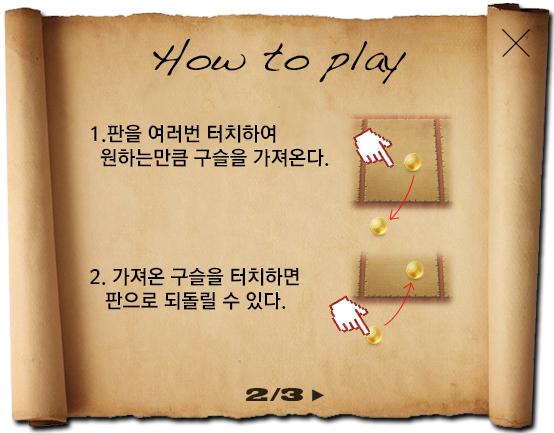 How to play
1.판을 여러번 터치하여
원하는만큼 구슬을 가져온다.
2. 가져온 구슬을 터치하면
판으로 되돌릴 수 있다.
2/3